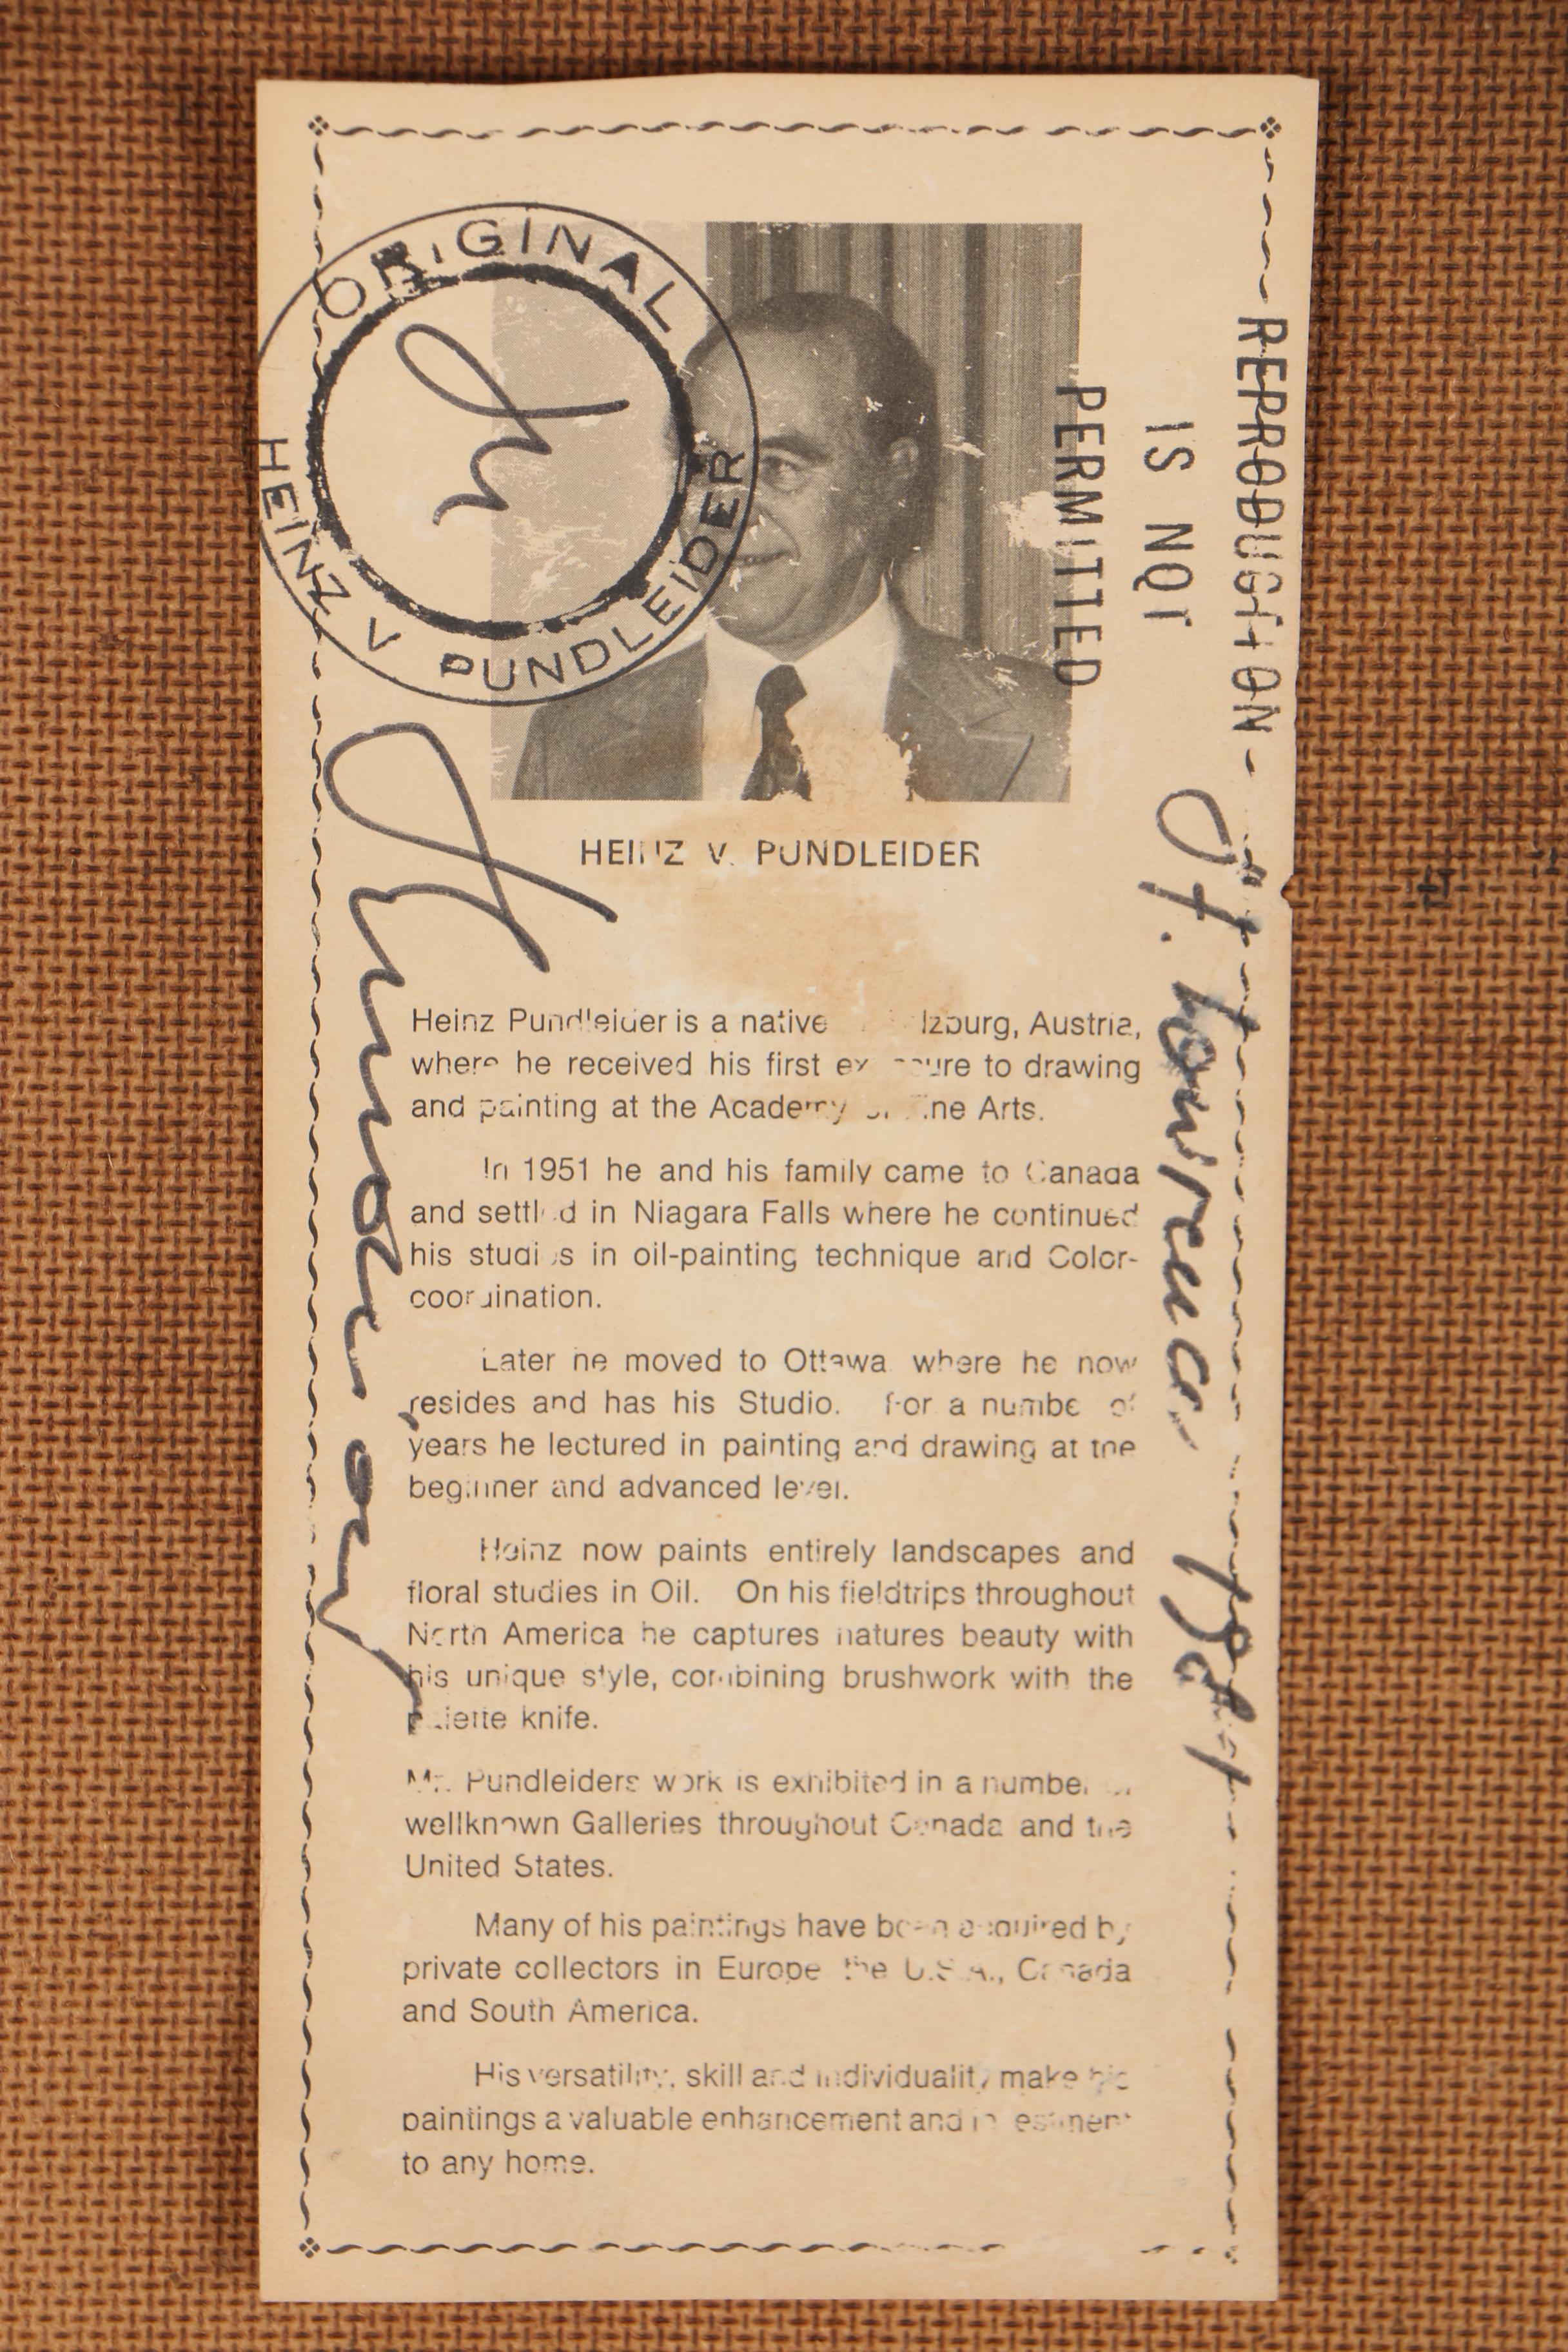 ORIGINAL
HEINZ V PUNDLEIDER
REPRODUCTION
IS NOT
PERMITTED
HEINZ V. PUNDLEIDER
St. Lawrence
Heinz Pundleider is a native lzburg, Austria,
where he received his first exposure to drawing
and painting at the Academy of Fine Arts.
In 1951 he and his family came to Canada
and settled in Niagara Falls where he continued
his studies in oil-painting technique and Color-
coordination.
Later he moved to Ottawa where he now
resides and has his Studio. For a number of
years he lectured in painting and drawing at the
beginner and advanced level.
Heinz now paints entirely landscapes and
floral studies in Oil. On his fieldtrips throughout
North America he captures natures beauty with
his unique style, combining brushwork with the
palette knife.
Mr. Pundleiders work is exhibited in a number of
wellknown Galleries throughout Canada and the
United States.
Many of his paintings have been acquired by
private collectors in Europe the U.S.A., Canada
and South America.
His versatility, skill and individuality make his
paintings a valuable enhancement and investment
to any home.